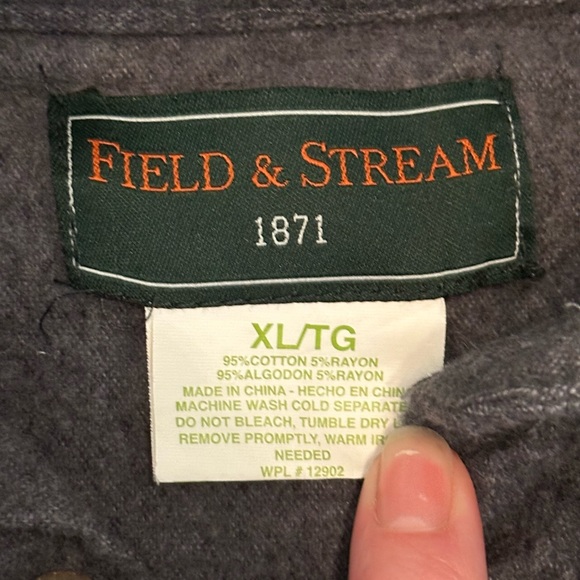 FIELD & STREAM
1871
XL/TG
95%COTTON 5%RAYON
95%ALGODON 5%RAYON
MADE IN CHINA - HECHO EN CHIN
MACHINE WASH COLD SEPARATE
DO NOT BLEACH, TUMBLE DRY
REMOVE PROMPTLY, WARM
NEEDED
WPL # 12902